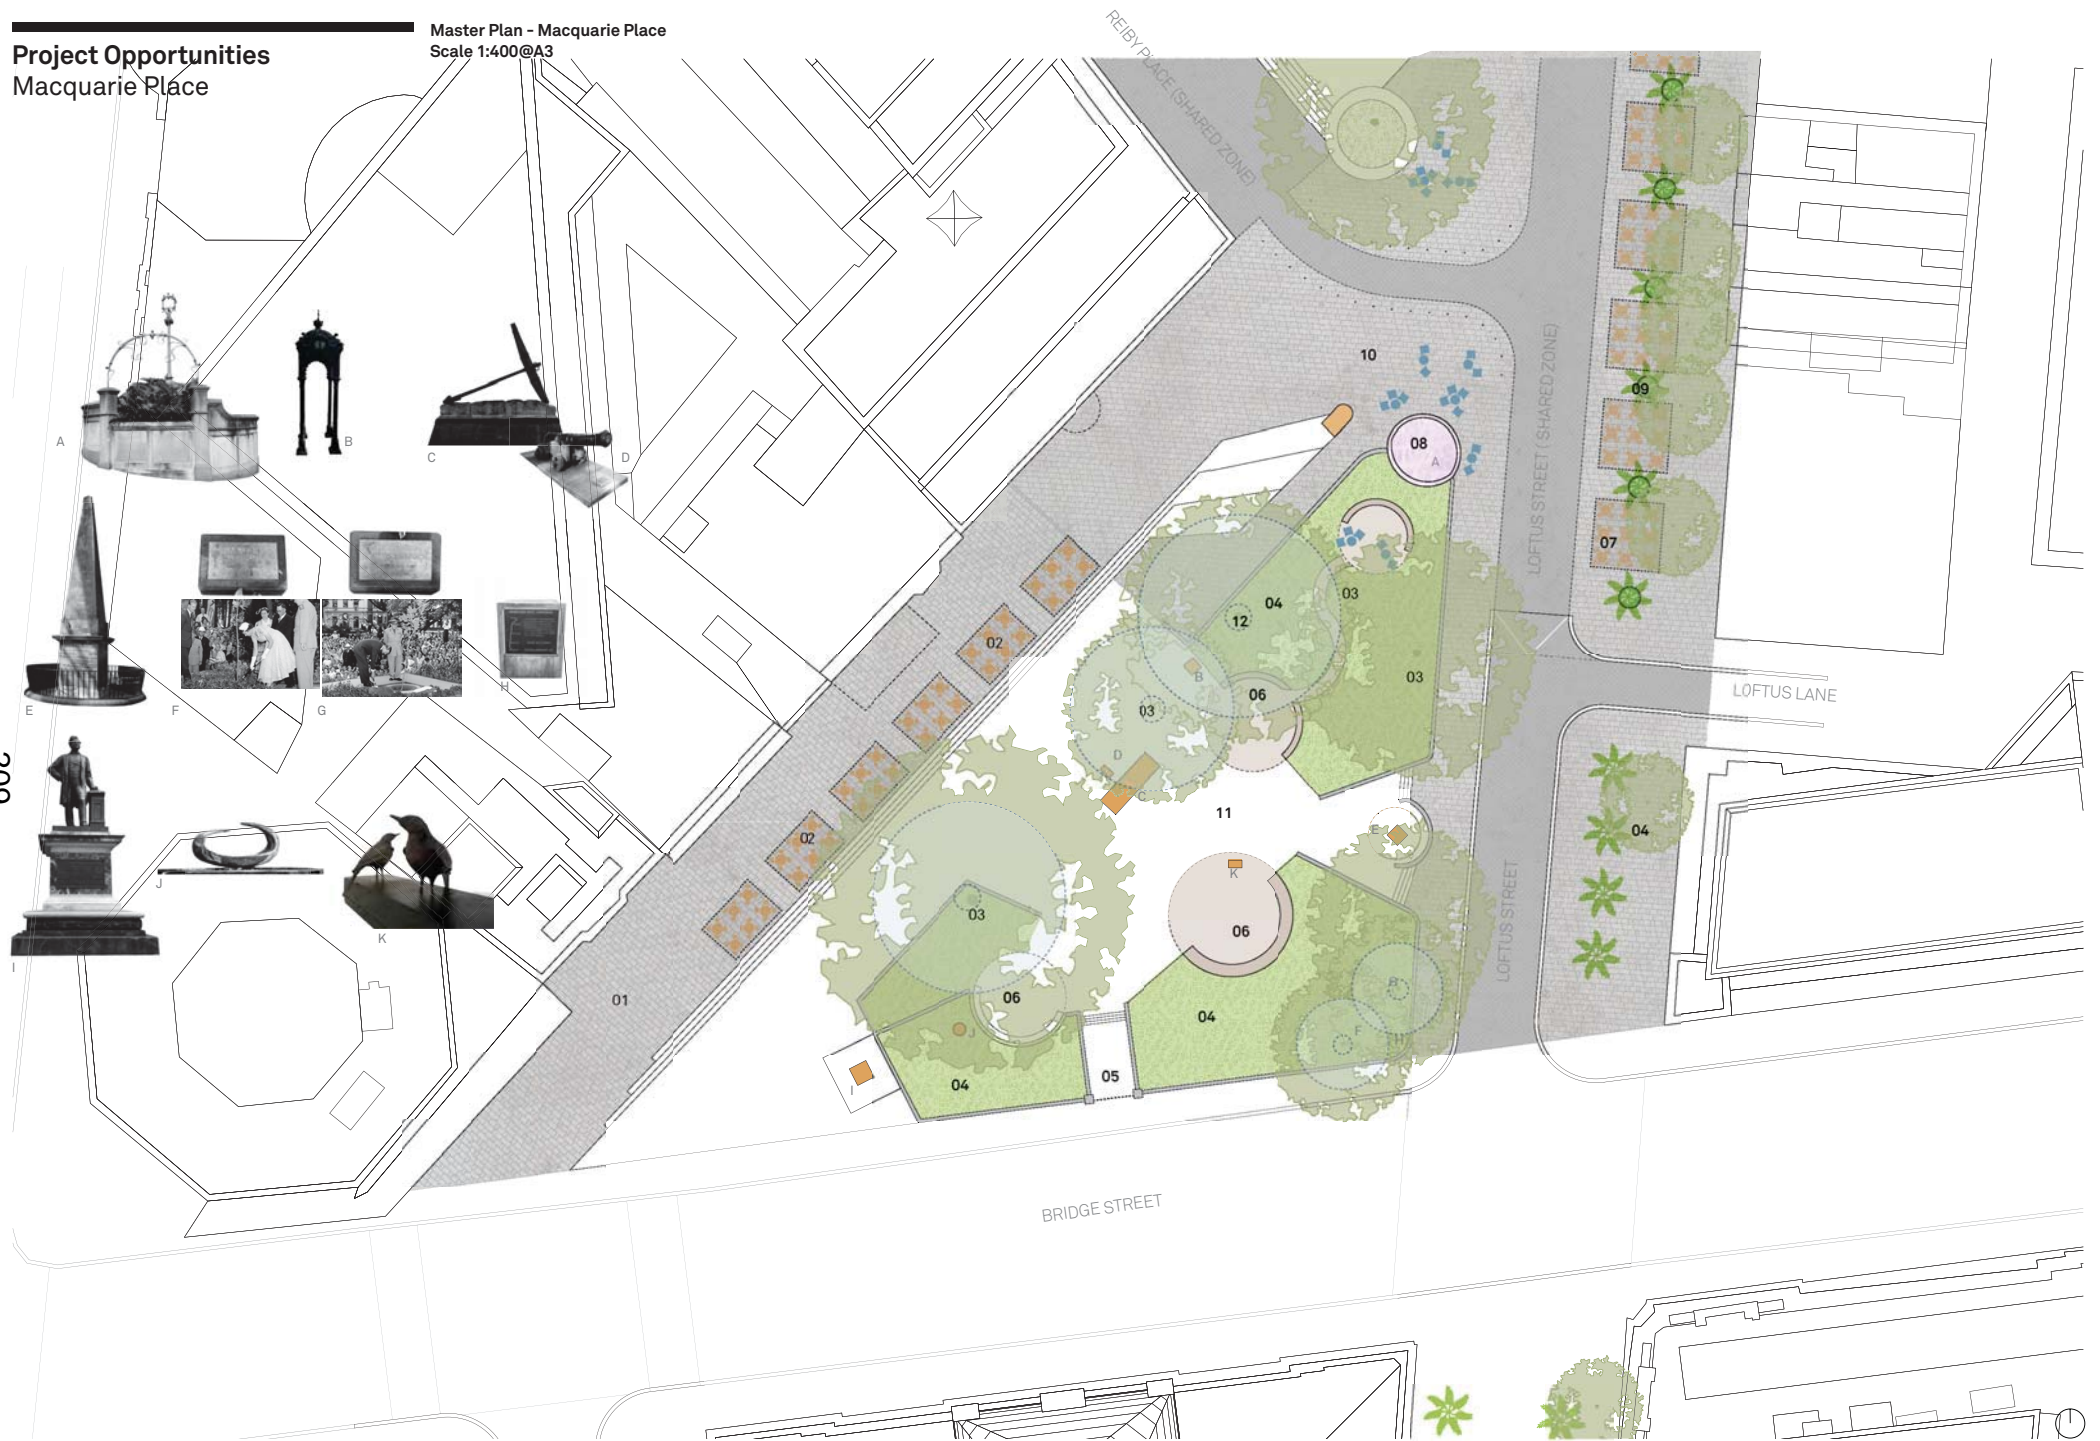 Project Opportunities
Macquarie Place
Master Plan - Macquarie Place
Scale 1:400@A3
REIBY PLACE (SHARED ZONE)
LOFTUS STREET (SHARED ZONE)
10
09
08
A
07
A
B
C
D
03
04
12
02
B
06
03
03
LOFTUS LANE
E
F
G
H
D
C
11
E
04
02
K
LOFTUS STREET
03
06
J
K
I
01
06
J
04
F
H
I
04
05
BRIDGE STREET